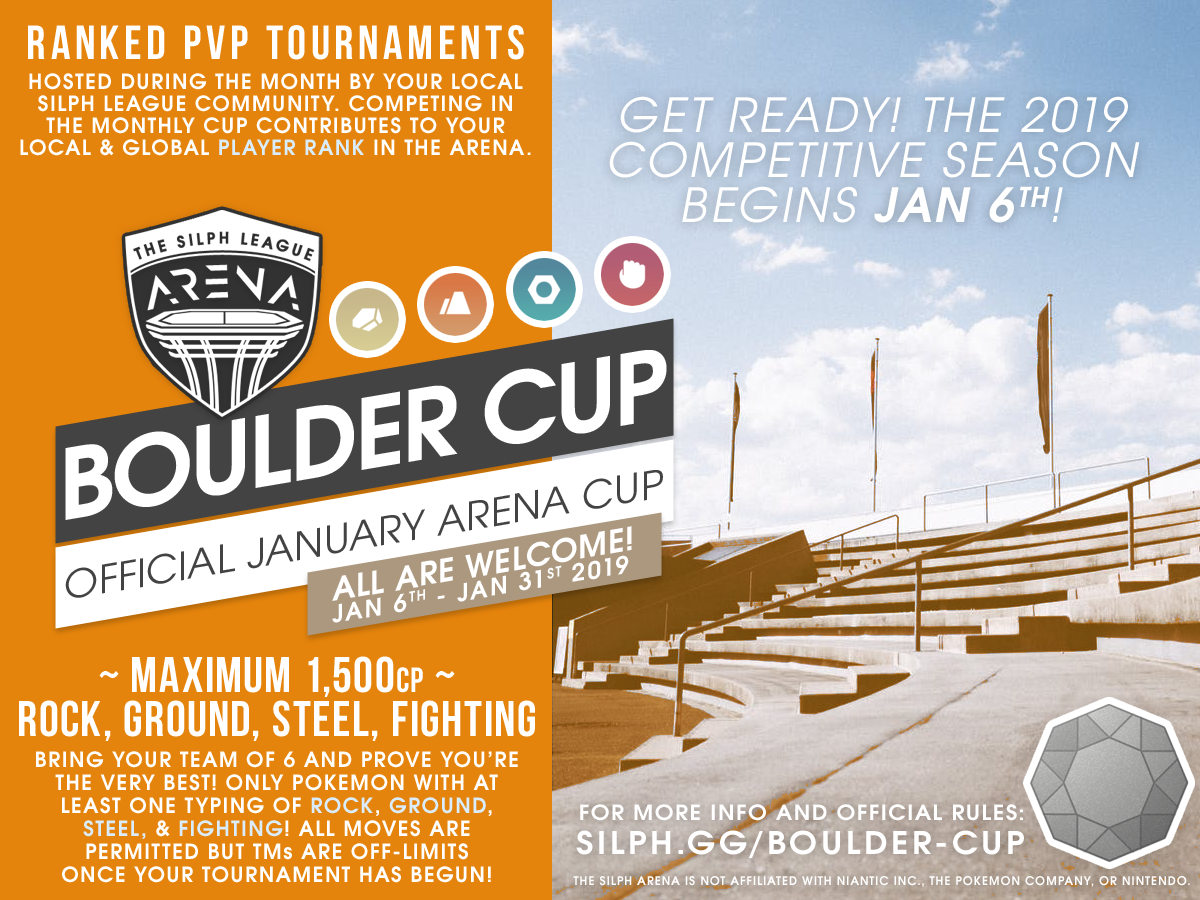 RANKED PVP TOURNAMENTS
HOSTED DURING THE MONTH BY YOUR LOCAL
SILPH LEAGUE COMMUNITY. COMPETING IN
THE MONTHLY CUP CONTRIBUTES TO YOUR
LOCAL & GLOBAL PLAYER RANK IN THE ARENA.
GET READY! THE 2019
COMPETITIVE SEASON
BEGINS JAN 6TH!
THE SILPH LEAGUE
ARENA
BOULDER CUP
OFFICIAL JANUARY ARENA CUP
ALL ARE WELCOME!
JAN 6TH - JAN 31ST 2019
~ MAXIMUM 1,500CP ~
ROCK, GROUND, STEEL, FIGHTING
BRING YOUR TEAM OF 6 AND PROVE YOU'RE
THE VERY BEST! ONLY POKEMON WITH AT
LEAST ONE TYPING OF ROCK, GROUND,
STEEL, & FIGHTING! ALL MOVES ARE
PERMITTED BUT TMs ARE OFF-LIMITS
ONCE YOUR TOURNAMENT HAS BEGUN!
FOR MORE INFO AND OFFICIAL RULES:
SILPH.GG/BOULDER-CUP
THE SILPH ARENA IS NOT AFFILIATED WITH NIANTIC INC., THE POKEMON COMPANY, OR NINTENDO.